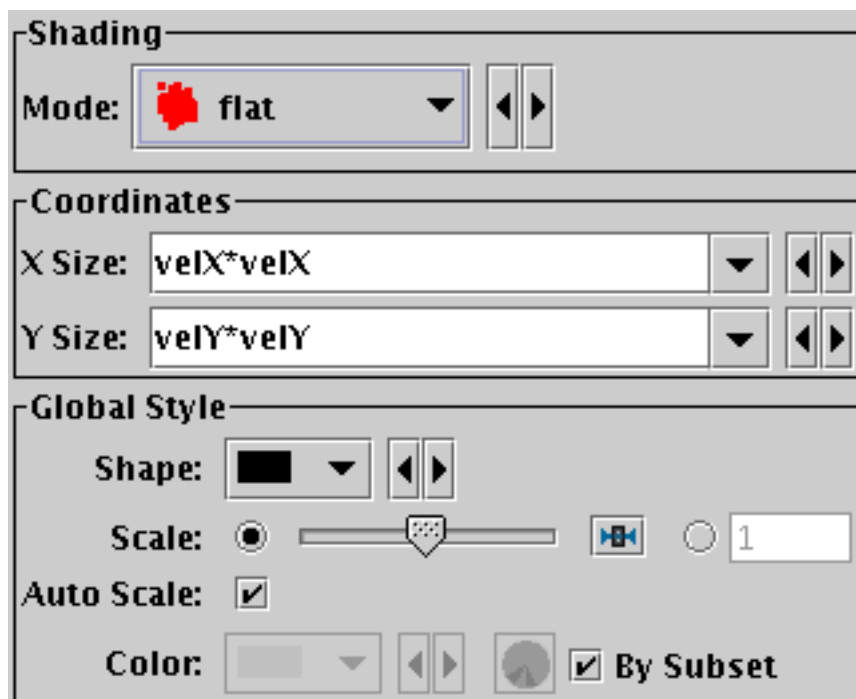 Shading
Mode: flat
Coordinates
X Size: velX*velX
Y Size: velY*velY
Global Style
Shape:
Scale: 1
Auto Scale:
Color: By Subset